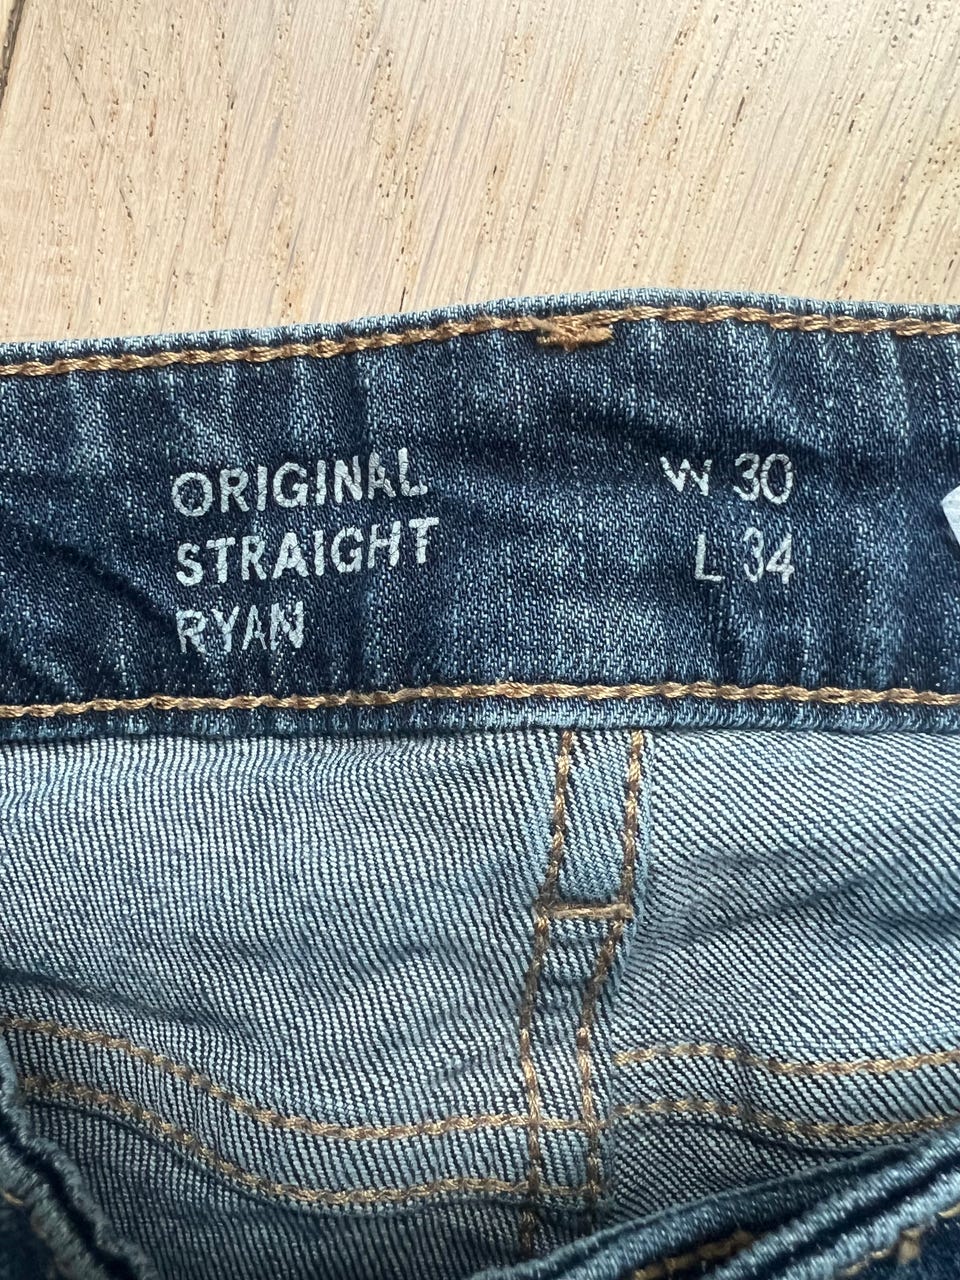 ORIGINAL
STRAIGHT
RYAN
W 30
L 34